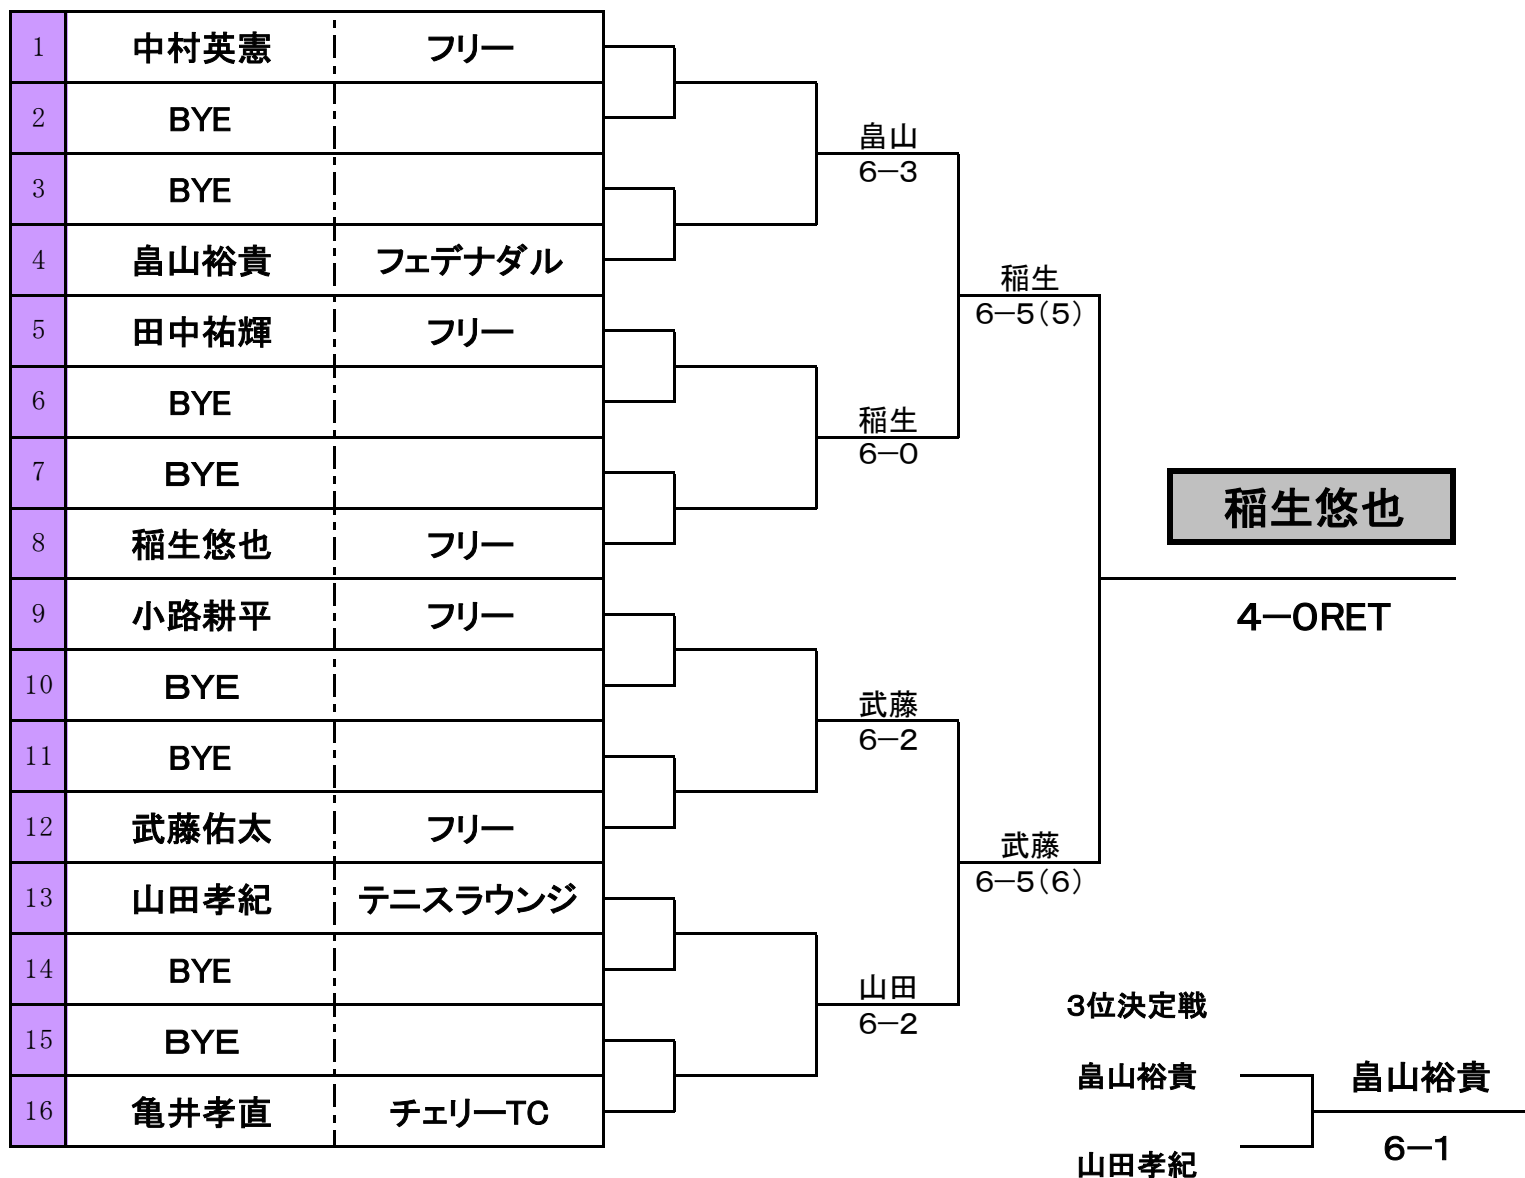 1 中村英憲 フリー
2 BYE
3 BYE
4 畠山裕貴 フェデナダル
5 田中祐輝 フリー
6 BYE
7 BYE
8 稲生悠也 フリー
9 小路耕平 フリー
10 BYE
11 BYE
12 武藤佑太 フリー
13 山田孝紀 テニスラウンジ
14 BYE
15 BYE
16 亀井孝直 チェリーTC
畠山
6－3
稲生
6－0
武藤
6－2
山田
6－2
稲生
6－5(5)
武藤
6－5(6)
稲生悠也
4－0RET
3位決定戦
畠山裕貴
山田孝紀
畠山裕貴
6－1